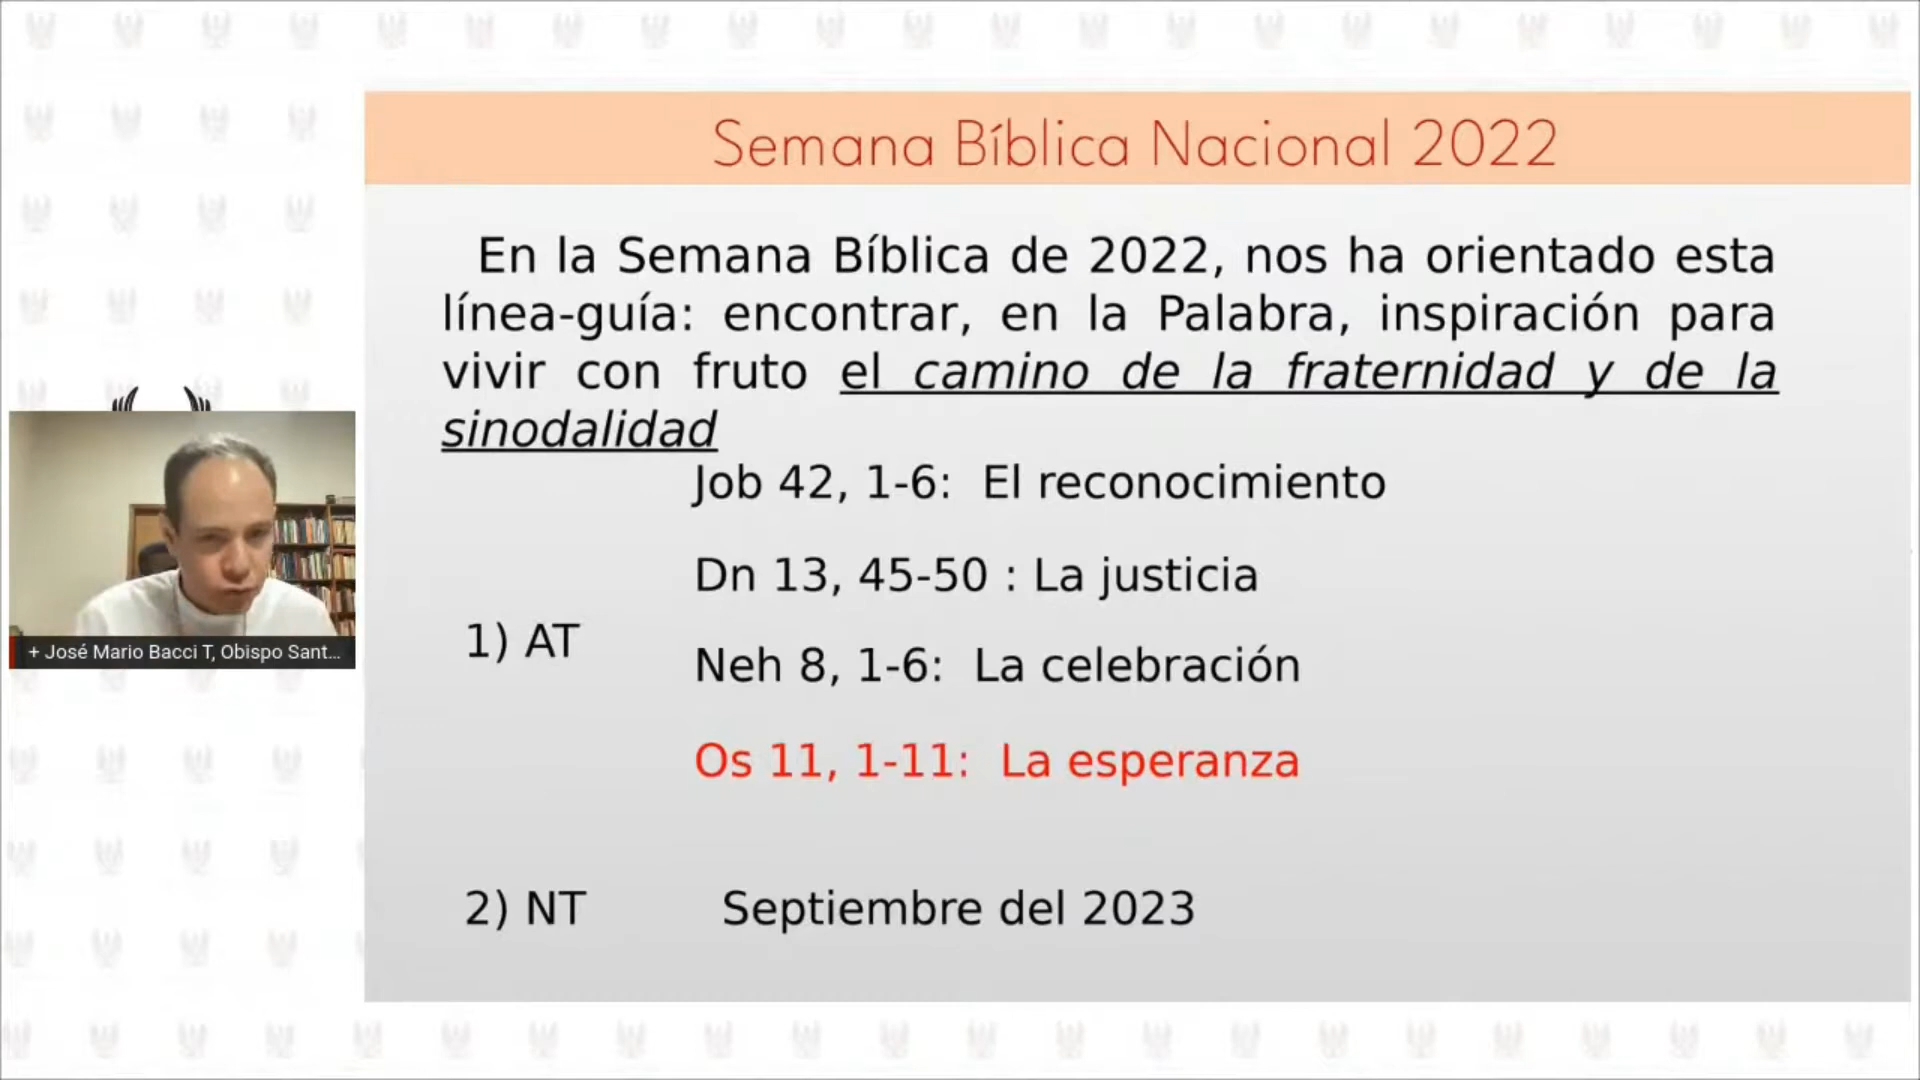 Semana Bíblica Nacional 2022
En la Semana Bíblica de 2022, nos ha orientado esta
línea-guía: encontrar, en la Palabra, inspiración para
vivir con fruto el camino de la fraternidad y de la
sinodalidad
Job 42, 1-6: El reconocimiento
Dn 13, 45-50 : La justicia
1) AT
Neh 8, 1-6: La celebración
Os 11, 1-11: La esperanza
2) NT Septiembre del 2023
+ José Mario Bacci T, Obispo Sant...